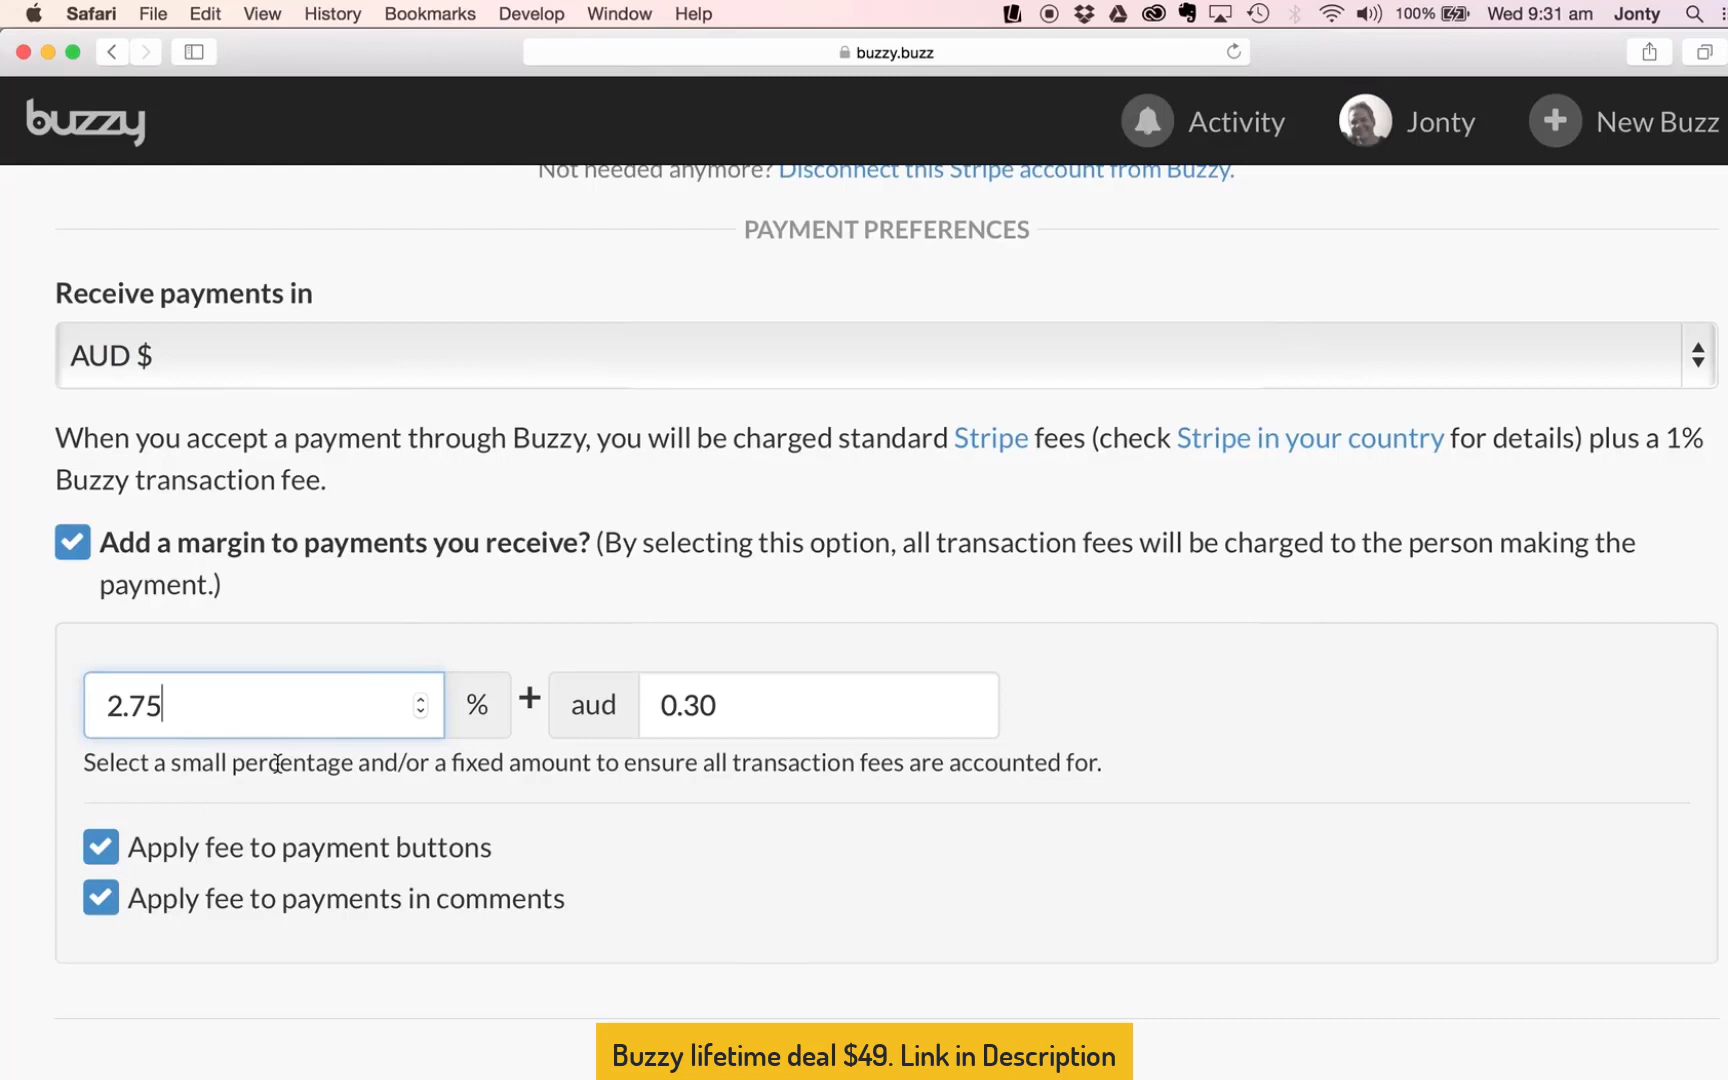 Safari File Edit View History Bookmarks Develop Window Help 100% Wed 9:31 am Jonty
buzzy.buzz
buzzy Activity Jonty New Buzz
Not needed anymore? Disconnect this Stripe account from Buzzy.
PAYMENT PREFERENCES
Receive payments in
AUD $
When you accept a payment through Buzzy, you will be charged standard Stripe fees (check Stripe in your country for details) plus a 1%
Buzzy transaction fee.
Add a margin to payments you receive? (By selecting this option, all transaction fees will be charged to the person making the
payment.)
2.75 % + aud 0.30
Select a small percentage and/or a fixed amount to ensure all transaction fees are accounted for.
Apply fee to payment buttons
Apply fee to payments in comments
Buzzy lifetime deal $49. Link in Description